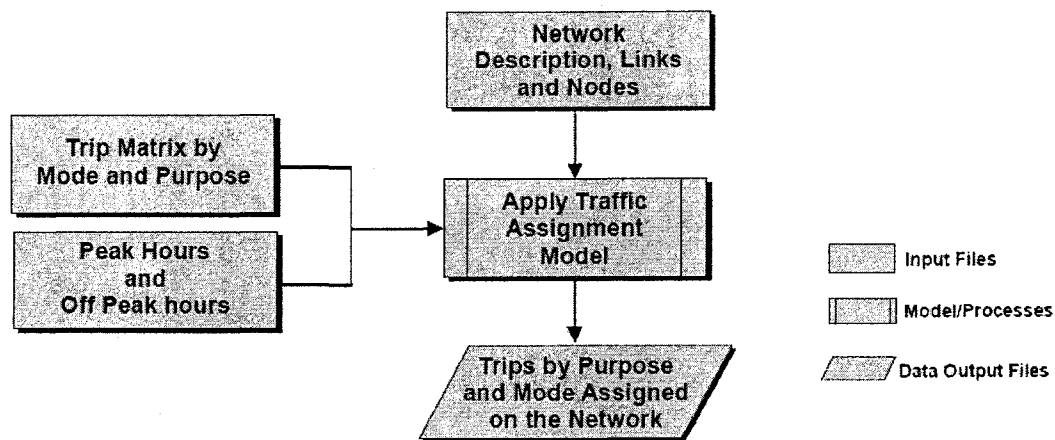 Network
Description, Links
and Nodes
Trip Matrix by
Mode and Purpose
Apply Traffic
Assignment
Model
Peak Hours
and
Off Peak hours
Input Files
Model/Processes
Trips by Purpose
and Mode Assigned
on the Network
Data Output Files